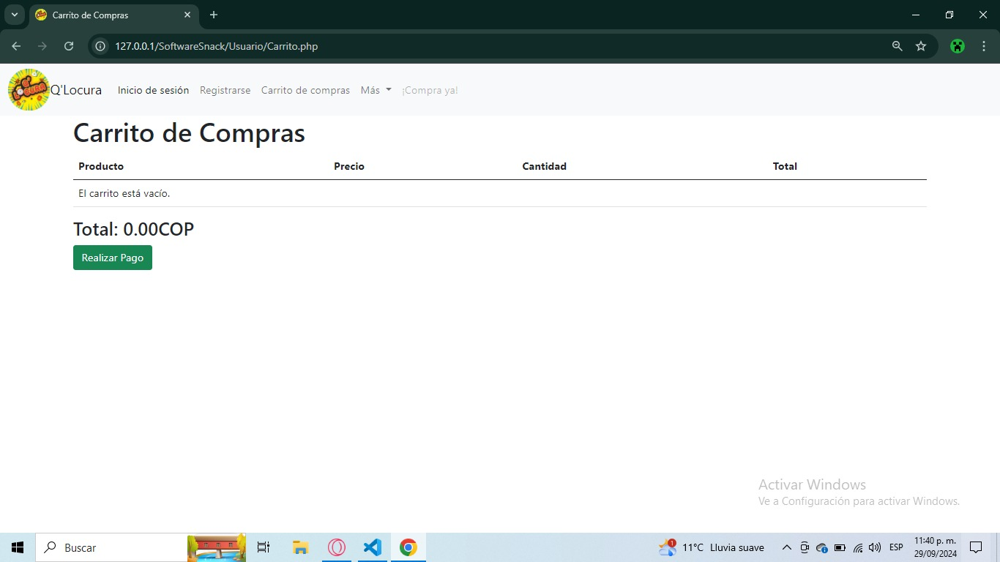 Carrito de Compras
127.0.0.1/SoftwareSnack/Usuario/Carrito.php
Q'LOCURA
Q'Locura Inicio de sesión Registrarse Carrito de compras Más ¡Compra ya!
Carrito de Compras
Producto Precio Cantidad Total
El carrito está vacío.
Total: 0.00COP
Realizar Pago
Activar Windows
Ve a Configuración para activar Windows.
Buscar
1
11°C Lluvia suave
ESP
11:40 p. m.
29/09/2024